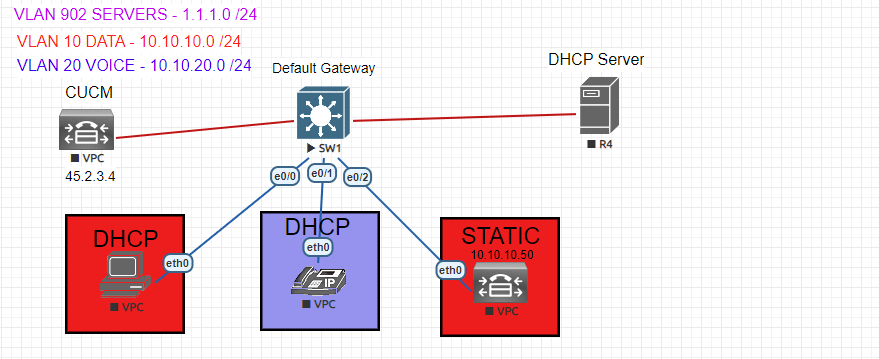 VLAN 902 SERVERS - 1.1.1.0 /24
VLAN 10 DATA - 10.10.10.0 /24
VLAN 20 VOICE - 10.10.20.0 /24
CUCM
Default Gateway
DHCP Server
VPC
45.2.3.4
SW1
R4
e0/0
e0/1
e0/2
DHCP
eth0
VPC
DHCP
eth0
IP
VPC
STATIC
10.10.10.50
eth0
VPC